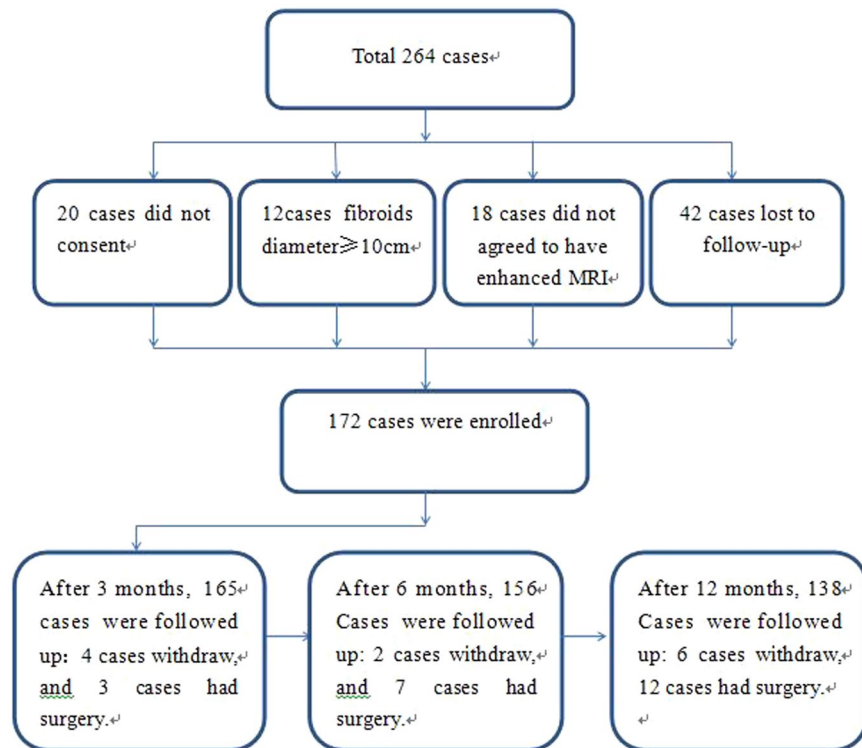 Total 264 cases↵
20 cases did not
consent↵
12cases fibroids
diameter≥10cm↵
18 cases did not
agreed to have
enhanced MRI↵
42 cases lost to
follow-up↵
172 cases were enrolled↵
After 3 months, 165↵
cases were followed
up: 4 cases withdraw,↵
and 3 cases had
surgery.↵
After 6 months, 156
Cases were followed
up: 2 cases withdraw,↵
and 7 cases had
surgery.↵
After 12 months, 138↵
Cases were followed
up: 6 cases withdraw,↵
12 cases had surgery.↵
↵